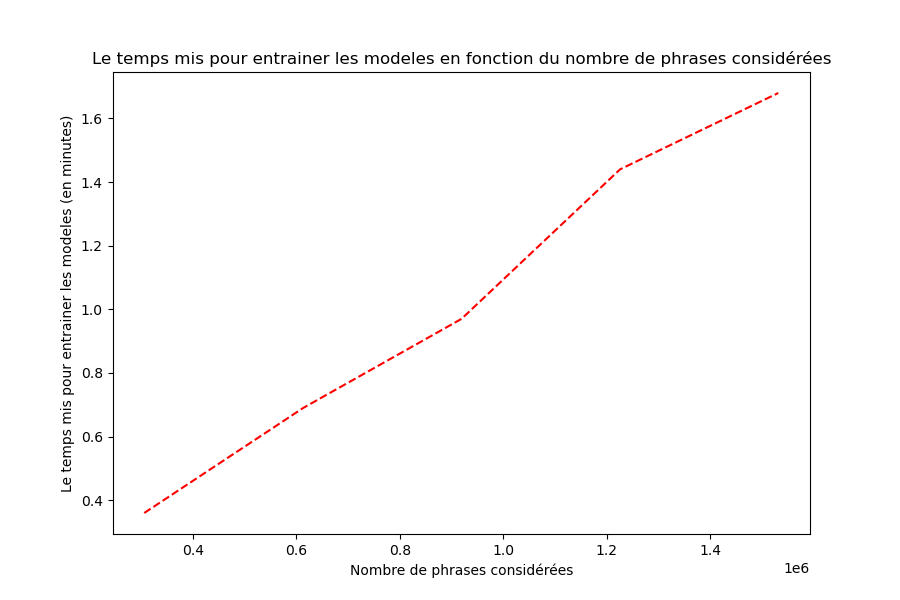 Le temps mis pour entrainer les modeles en fonction du nombre de phrases considérées
Le temps mis pour entrainer les modeles (en minutes)
1.6
1.4
1.2
1.0
0.8
0.6
0.4
0.4 0.6 0.8 1.0 1.2 1.4
1e6
Nombre de phrases considérées